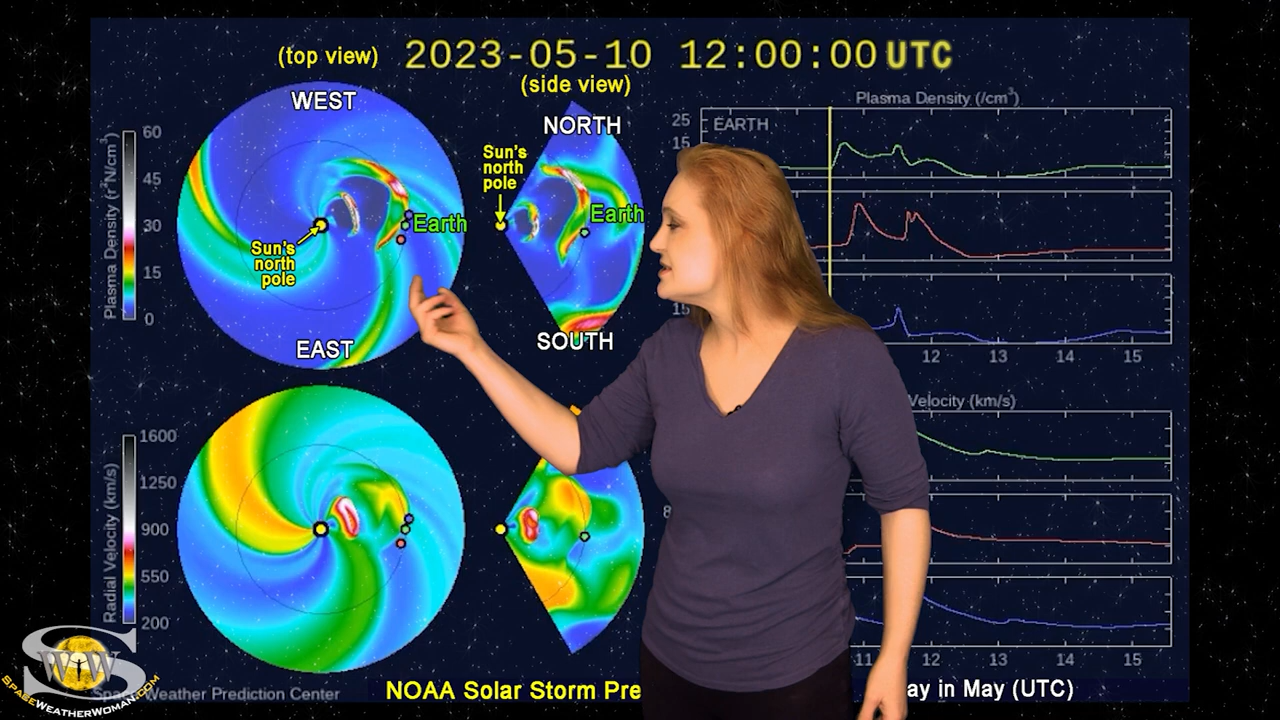 (top view)
2023-05-10 12:00:00 UTC
(side view)
WEST
NORTH
Sun's
north
pole
Earth
Sun's
north
pole
Earth
EAST
SOUTH
Plasma Density (r²N/cm³)
60
45
30
15
0
Plasma Density (/cm³)
25
15
EARTH
15
12 13 14 15
Radial Velocity (km/s)
1600
1250
900
550
200
Velocity (km/s)
8
11 12 13 14 15
SWW
SPACEWEATHERWOMAN.COM
Weather Prediction Center
NOAA Solar Storm Pre
ay in May (UTC)